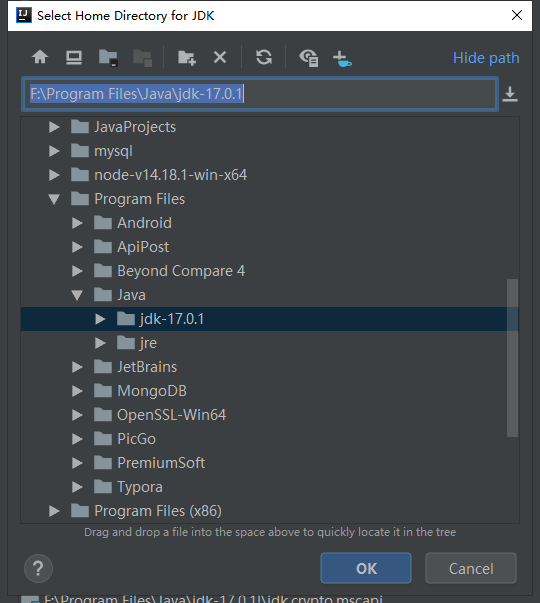 Select Home Directory for JDK
Hide path
F:\Program Files\Java\jdk-17.0.1
JavaProjects
mysql
node-v14.18.1-win-x64
Program Files
Android
ApiPost
Beyond Compare 4
Java
jdk-17.0.1
jre
JetBrains
MongoDB
OpenSSL-Win64
PicGo
PremiumSoft
Typora
Program Files (x86)
Drag and drop a file into the space above to quickly locate it in the tree
?
OK
Cancel
F:\Program Files\Java\jdk-17.0.1!\jdk.crypto.mscapi